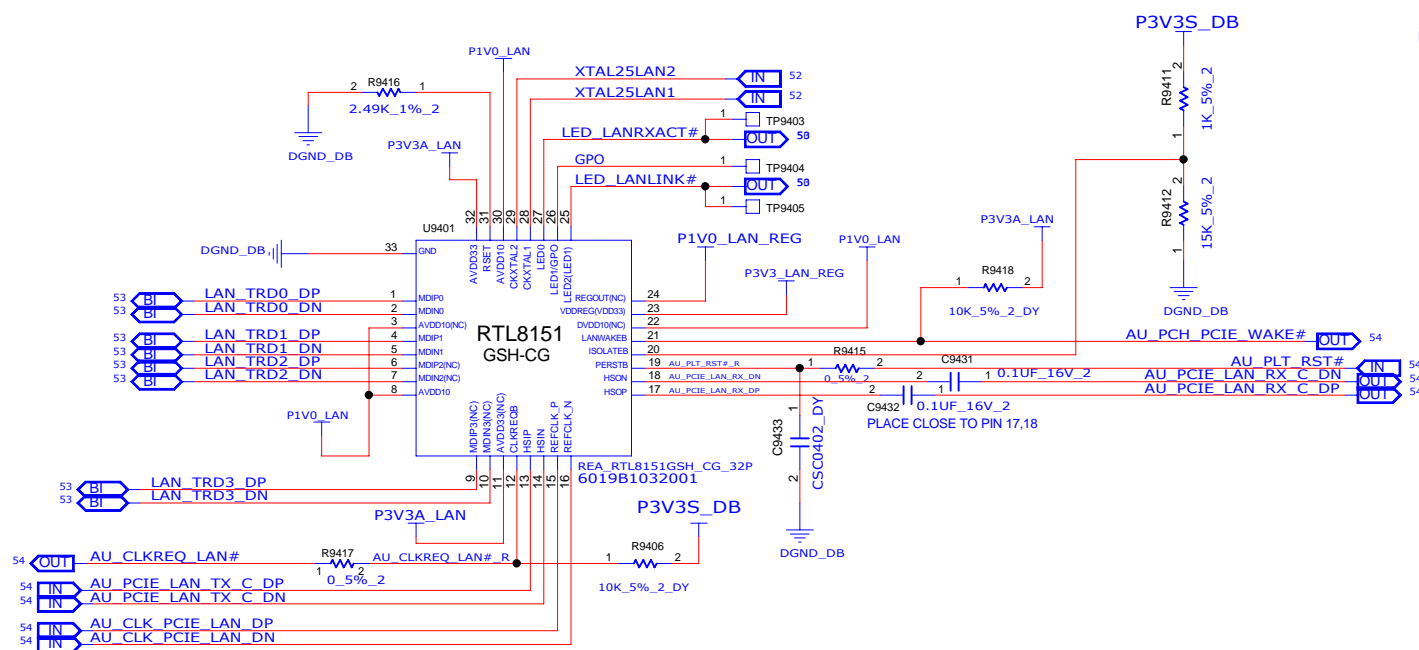 P3V3S_DB
P1V0_LAN
XTAL25LAN2 IN 52
XTAL25LAN1 IN 52
2 R9416 1
2.49K_1%_2
DGND_DB
P3V3A_LAN
1 TP9403
LED_LANRXACT# OUT
GPO 1 TP9404
LED_LANLINK# OUT
1 TP9405
R9411 2 1
1K_5%_2
R9412 2 1
15K_5%_2
DGND_DB
32 31 30 29 28 27 26 25
U9401
AVDD33 RSET AVDD10 CKXTAL2 CKXTAL1 LED0 LED1/GPO LED2(LED1)
DGND_DB 33 GND
P1V0_LAN_REG
P1V0_LAN
P3V3A_LAN
P3V3_LAN_REG
R9418
1 2
10K_5%_2_DY
RTL8151
GSH-CG
53 BI LAN_TRD0_DP 1 MDIP0
53 BI LAN_TRD0_DN 2 MDIN0
3 AVDD10(NC)
53 BI LAN_TRD1_DP 4 MDIP1
53 BI LAN_TRD1_DN 5 MDIN1
53 BI LAN_TRD2_DP 6 MDIP2(NC)
53 BI LAN_TRD2_DN 7 MDIN2(NC)
8 AVDD10
REGOUT(NC) 24
VDDREG(VDD33) 23
DVDD10(NC) 22
LANWAKEB 21
AU_PCH_PCIE_WAKE# OUT 54
ISOLATEB 20
PERSTB 19 AU_PLT_RST#_R
R9415 1 2
0_5%_2
AU_PLT_RST# IN 54
HSON 18 AU_PCIE_LAN_RX_DN
2 C9431 1
0.1UF_16V_2
AU_PCIE_LAN_RX_C_DN OUT 54
HSOP 17 AU_PCIE_LAN_RX_DP
2 C9432 1
0.1UF_16V_2
AU_PCIE_LAN_RX_C_DP OUT 54
PLACE CLOSE TO PIN 17,18
P1V0_LAN
C9433 1 2
CSC0402_DY
DGND_DB
MDIP3(NC) MDIN3(NC) AVDD33(NC) CLKREQB HSIP HSIN REFCLK_P REFCLK_N
9 10 11 12 13 14 15 16
REA_RTL8151GSH_CG_32P
6019B1032001
53 BI LAN_TRD3_DP
53 BI LAN_TRD3_DN
P3V3A_LAN
P3V3S_DB
54 OUT AU_CLKREQ_LAN#
R9417
1 2
0_5%_2
AU_CLKREQ_LAN#_R
R9406
1 2
10K_5%_2_DY
54 IN AU_PCIE_LAN_TX_C_DP
54 IN AU_PCIE_LAN_TX_C_DN
54 IN AU_CLK_PCIE_LAN_DP
54 IN AU_CLK_PCIE_LAN_DN